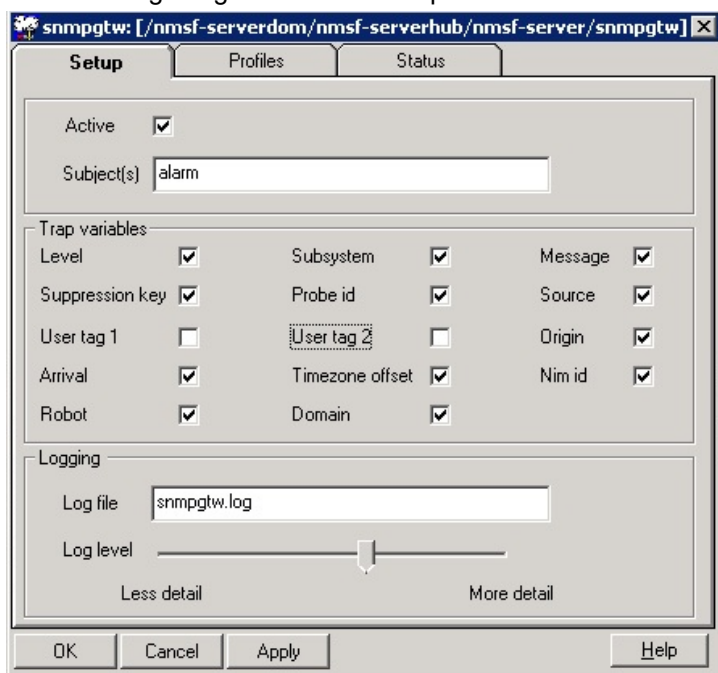 snmpgtw: [/nmsf-serverdom/nmsf-serverhub/nmsf-server/snmpgtw]
Setup Profiles Status
Active
Subject(s) alarm
Trap variables
Level Subsystem Message
Suppression key Probe id Source
User tag 1 User tag 2 Origin
Arrival Timezone offset Nim id
Robot Domain
Logging
Log file snmpgtw.log
Log level
Less detail More detail
OK Cancel Apply Help